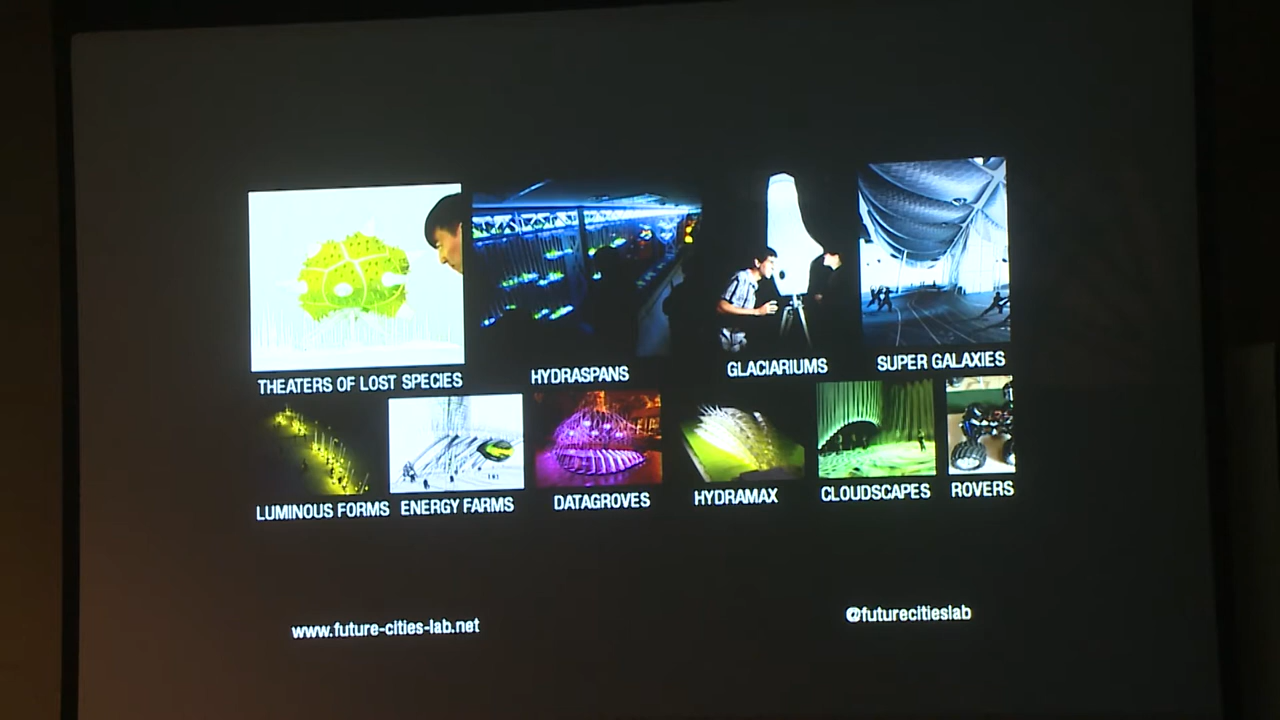 THEATERS OF LOST SPECIES
HYDRASPANS
GLACIARIUMS
SUPER GALAXIES
LUMINOUS FORMS
ENERGY FARMS
DATAGROVES
HYDRAMAX
CLOUDSCAPES
ROVERS
www.future-cities-lab.net
@futurecitieslab